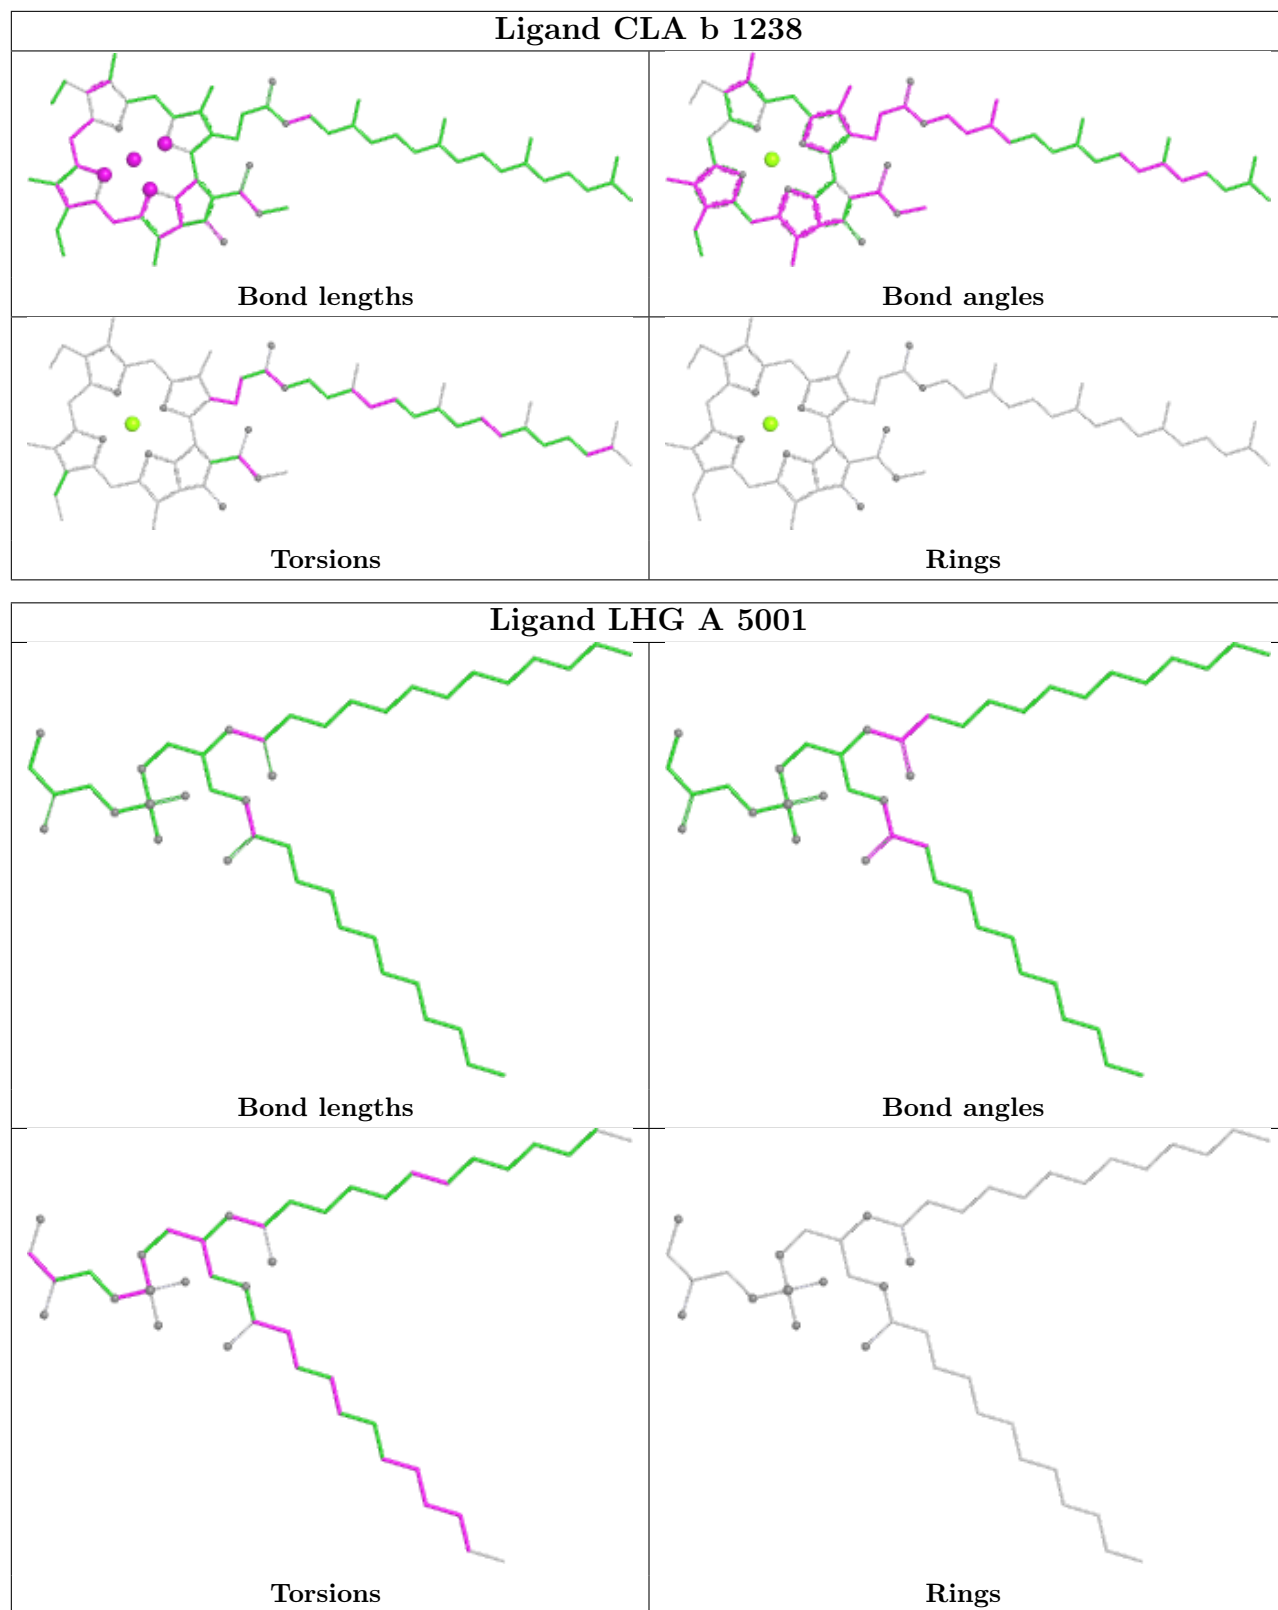 Ligand CLA b 1238
Bond lengths
Bond angles
Torsions
Rings
Ligand LHG A 5001
Bond lengths
Bond angles
Torsions
Rings